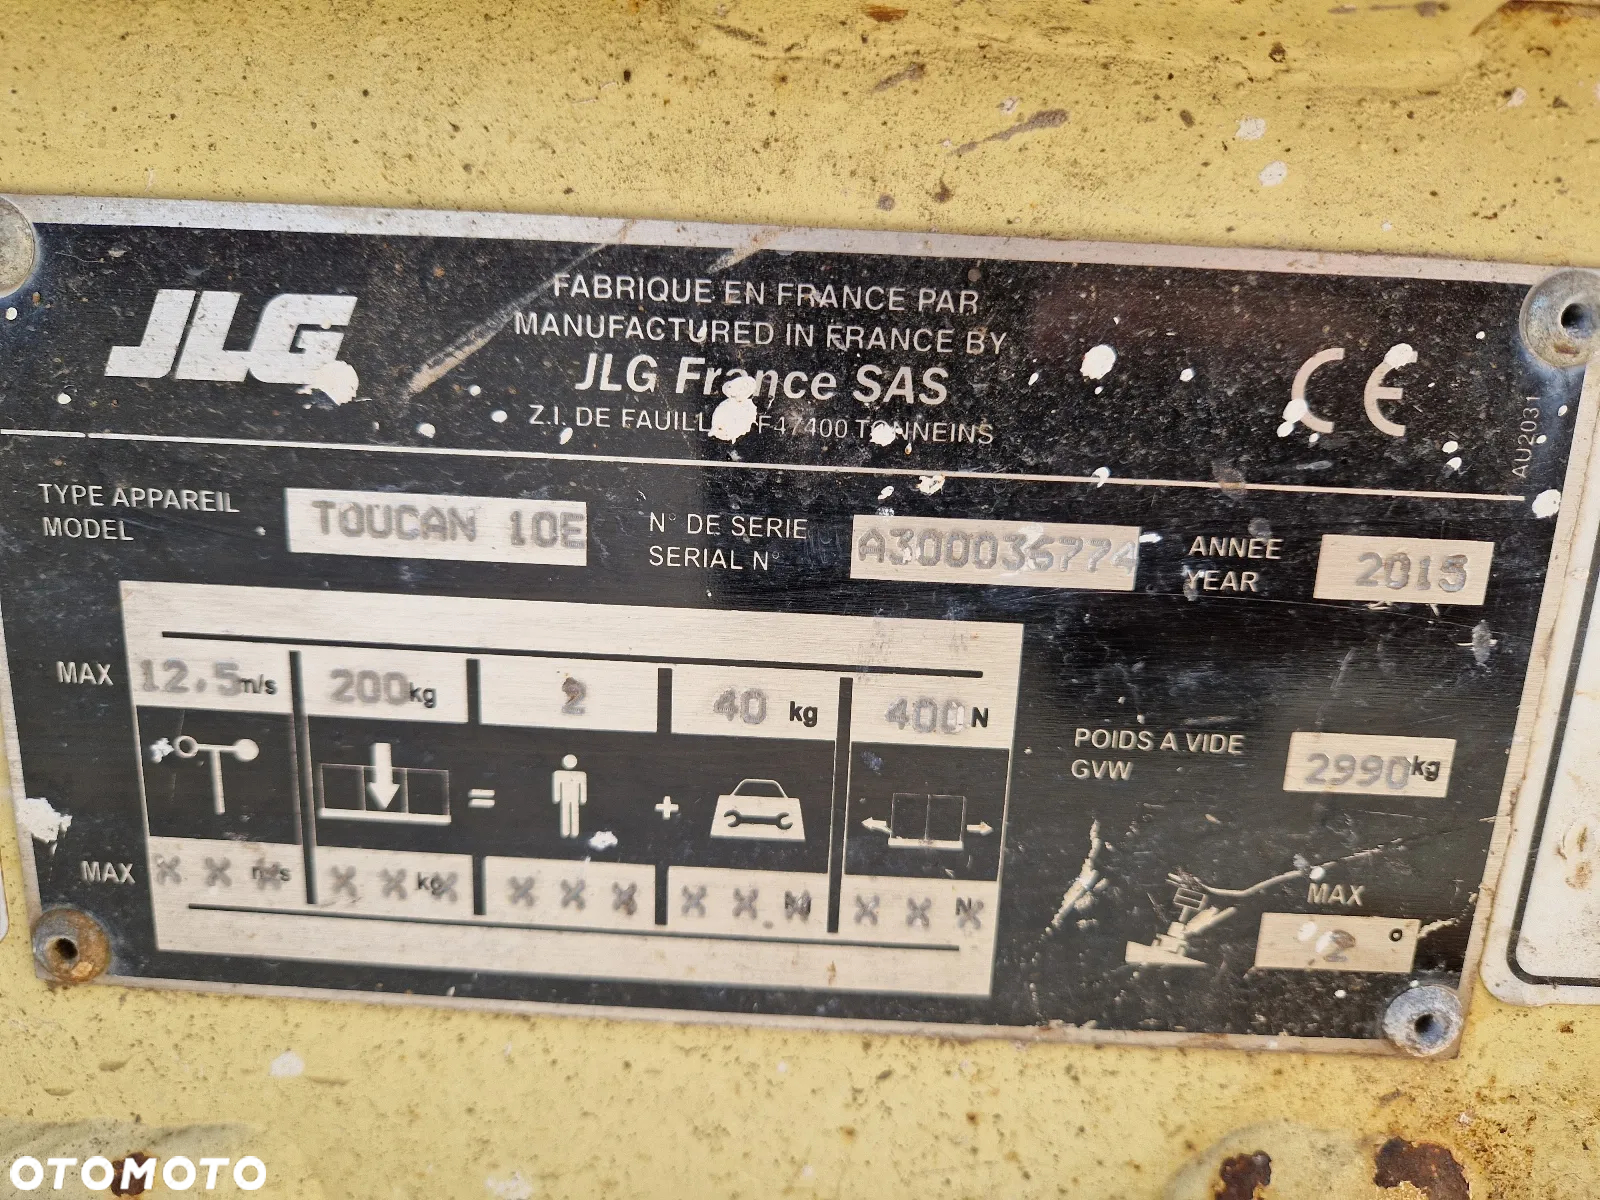 JLG
FABRIQUE EN FRANCE PAR
MANUFACTURED IN FRANCE BY
JLG France SAS
Z.I. DE F47400 TONNEINS
CE
AU2031
TYPE APPAREIL
MODEL
TOUCAN 10E
N° DE SERIE
SERIAL N°
A300036774
ANNEE
YEAR
2015
MAX 12.5m/s 200kg 2 40 kg 400N
= +
POIDS A VIDE
GVW
2990kg
MAX X X m/s X X kg X X X X X X X N
MAX
2°
OTOMOTO